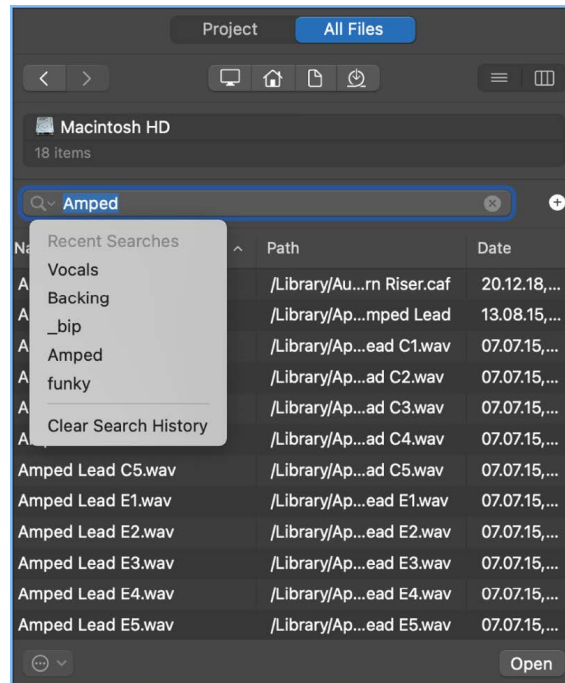 Project All Files
Macintosh HD
18 items
Amped
Recent Searches
Vocals
Backing
_bip
Amped
funky
Clear Search History
Na Path Date
A /Library/Au...rn Riser.caf 20.12.18,...
A /Library/Ap...mped Lead 13.08.15,...
A /Library/Ap...ead C1.wav 07.07.15,...
A /Library/Ap...ad C2.wav 07.07.15,...
A /Library/Ap...ad C3.wav 07.07.15,...
A /Library/Ap...ad C4.wav 07.07.15,...
Amped Lead C5.wav /Library/Ap...ad C5.wav 07.07.15,...
Amped Lead E1.wav /Library/Ap...ead E1.wav 07.07.15,...
Amped Lead E2.wav /Library/Ap...ead E2.wav 07.07.15,...
Amped Lead E3.wav /Library/Ap...ead E3.wav 07.07.15,...
Amped Lead E4.wav /Library/Ap...ead E4.wav 07.07.15,...
Amped Lead E5.wav /Library/Ap...ead E5.wav 07.07.15,...
Open